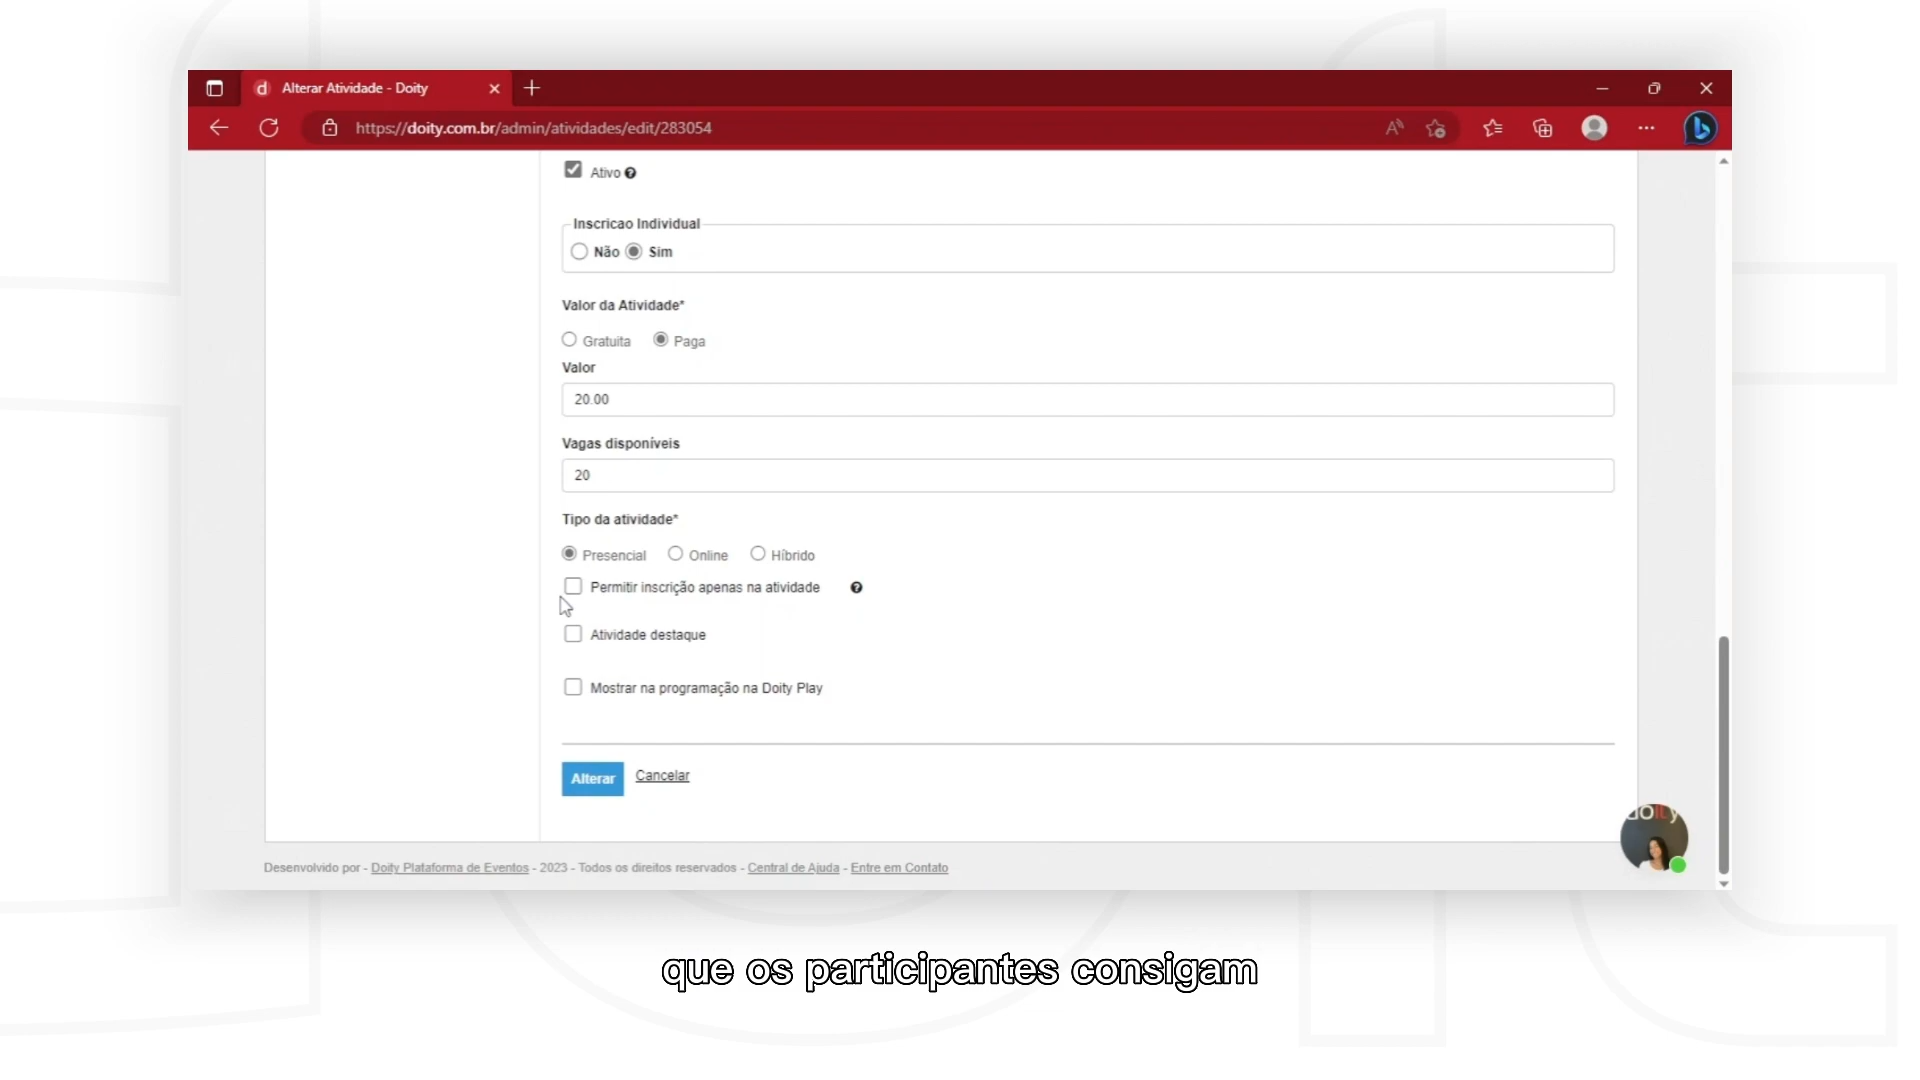 Alterar Atividade - Doity
https://doity.com.br/admin/atividades/edit/283054
Ativo
Inscricao Individual
Não Sim
Valor da Atividade*
Gratuita Paga
Valor
20.00
Vagas disponíveis
20
Tipo da atividade*
Presencial Online Híbrido
Permitir inscrição apenas na atividade
Atividade destaque
Mostrar na programação na Doity Play
Alterar Cancelar
doity
Desenvolvido por - Doity Plataforma de Eventos - 2023 - Todos os direitos reservados - Central de Ajuda - Entre em Contato
que os participantes consigam